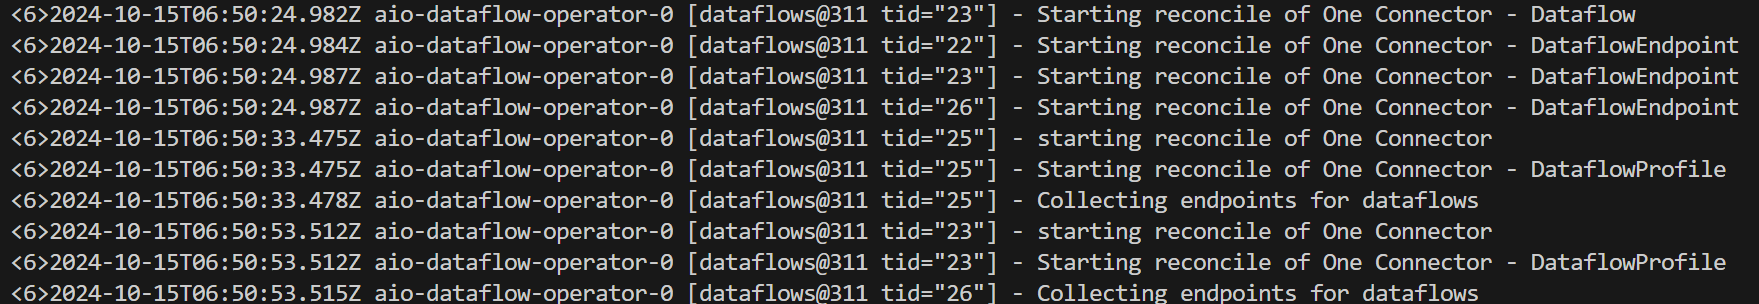 <6>2024-10-15T06:50:24.982Z aio-dataflow-operator-0 [dataflows@311 tid="23"] - Starting reconcile of One Connector - Dataflow
<6>2024-10-15T06:50:24.984Z aio-dataflow-operator-0 [dataflows@311 tid="22"] - Starting reconcile of One Connector - DataflowEndpoint
<6>2024-10-15T06:50:24.987Z aio-dataflow-operator-0 [dataflows@311 tid="23"] - Starting reconcile of One Connector - DataflowEndpoint
<6>2024-10-15T06:50:24.987Z aio-dataflow-operator-0 [dataflows@311 tid="26"] - Starting reconcile of One Connector - DataflowEndpoint
<6>2024-10-15T06:50:33.475Z aio-dataflow-operator-0 [dataflows@311 tid="25"] - starting reconcile of One Connector
<6>2024-10-15T06:50:33.475Z aio-dataflow-operator-0 [dataflows@311 tid="25"] - Starting reconcile of One Connector - DataflowProfile
<6>2024-10-15T06:50:33.478Z aio-dataflow-operator-0 [dataflows@311 tid="25"] - Collecting endpoints for dataflows
<6>2024-10-15T06:50:53.512Z aio-dataflow-operator-0 [dataflows@311 tid="23"] - starting reconcile of One Connector
<6>2024-10-15T06:50:53.512Z aio-dataflow-operator-0 [dataflows@311 tid="23"] - Starting reconcile of One Connector - DataflowProfile
<6>2024-10-15T06:50:53.515Z aio-dataflow-operator-0 [dataflows@311 tid="26"] - Collecting endpoints for dataflows